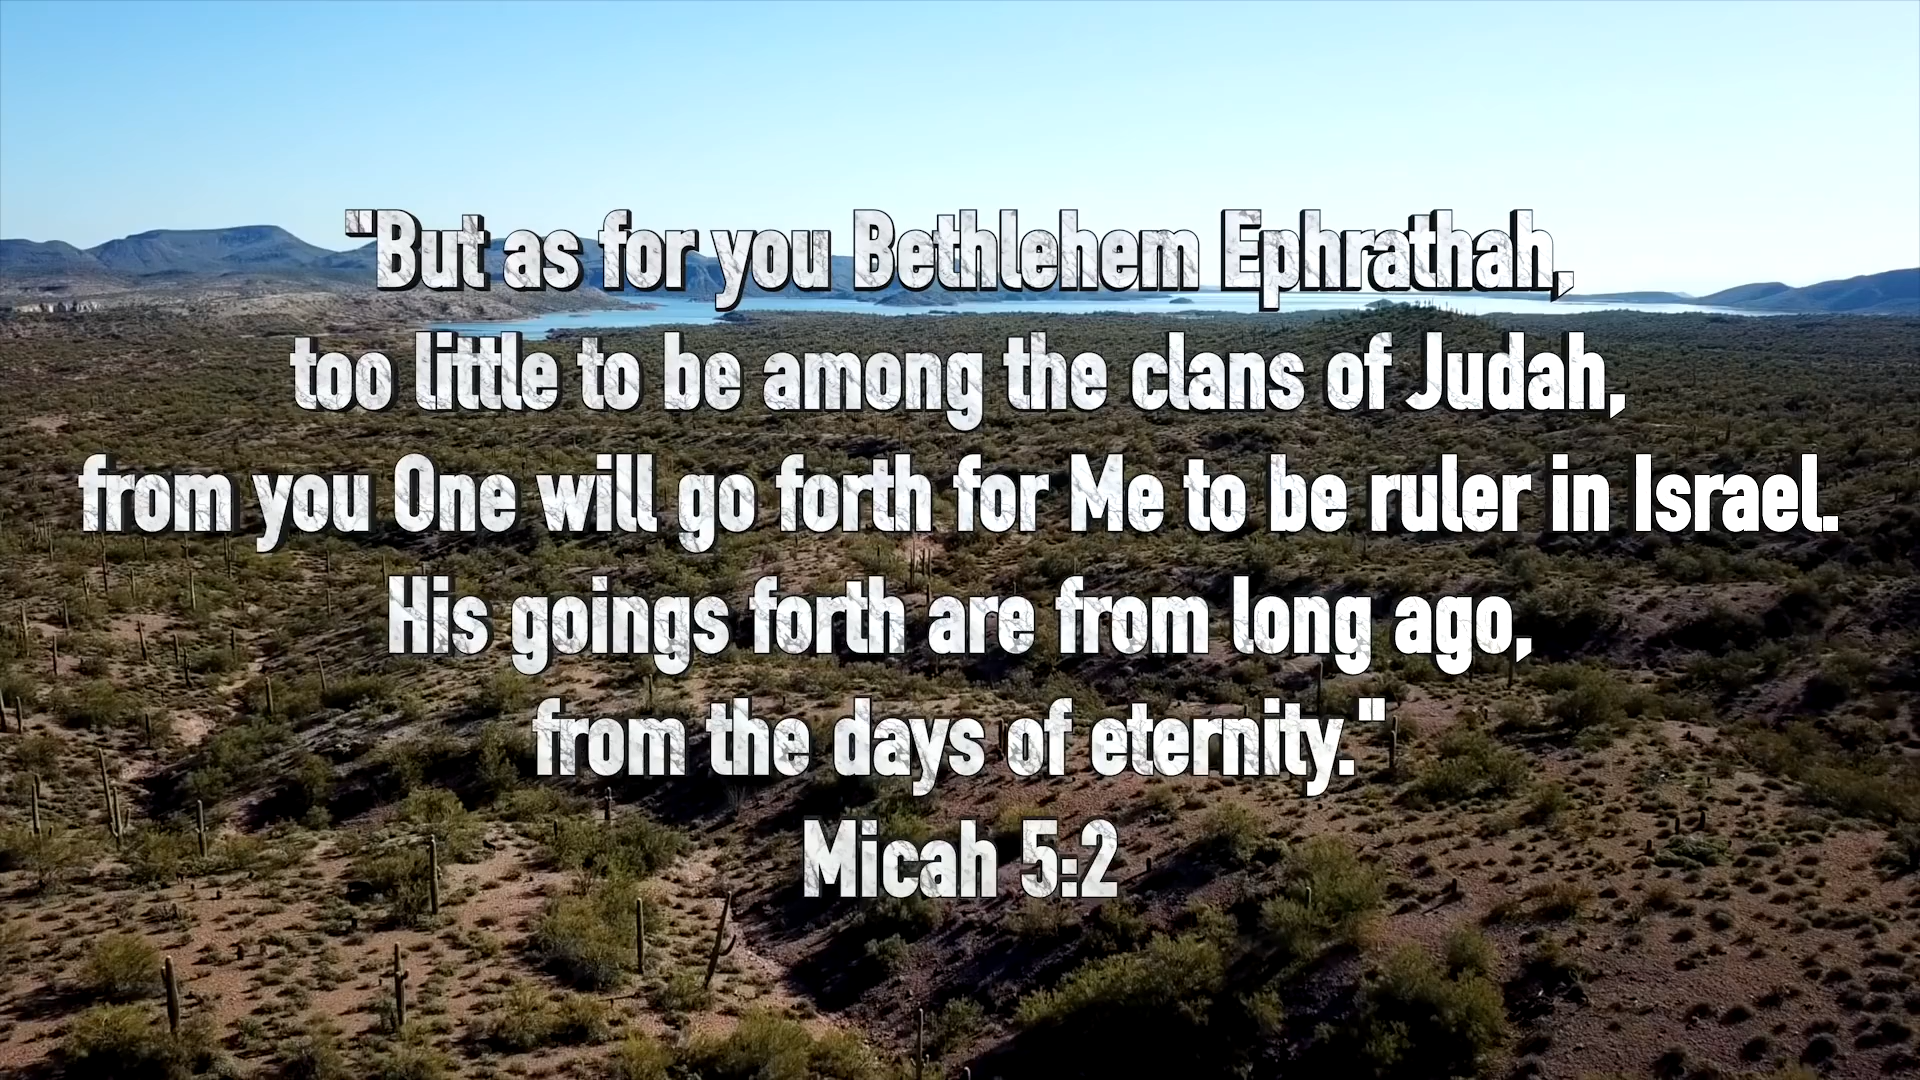 "But as for you Bethlehem Ephrathah,
too little to be among the clans of Judah,
from you One will go forth for Me to be ruler in Israel.
His goings forth are from long ago,
from the days of eternity."
Micah 5:2